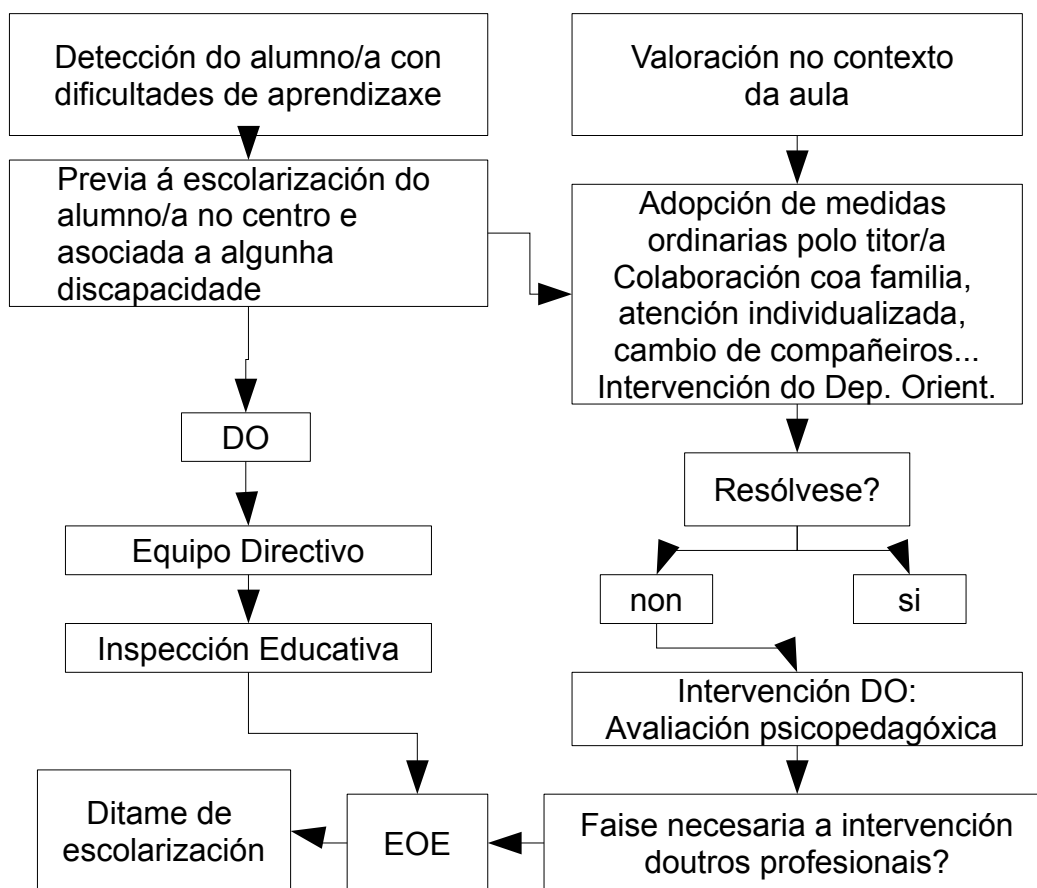 Detección do alumno/a con
dificultades de aprendizaxe
Valoración no contexto
da aula
Previa á escolarización do
alumno/a no centro e
asociada a algunha
discapacidade
Adopción de medidas
ordinarias polo titor/a
Colaboración coa familia,
atención individualizada,
cambio de compañeiros...
Intervención do Dep. Orient.
DO
Resólvese?
Equipo Directivo
non
si
Inspección Educativa
Intervención DO:
Avaliación psicopedagóxica
Ditame de
escolarización
EOE
Faise necesaria a intervención
doutros profesionais?